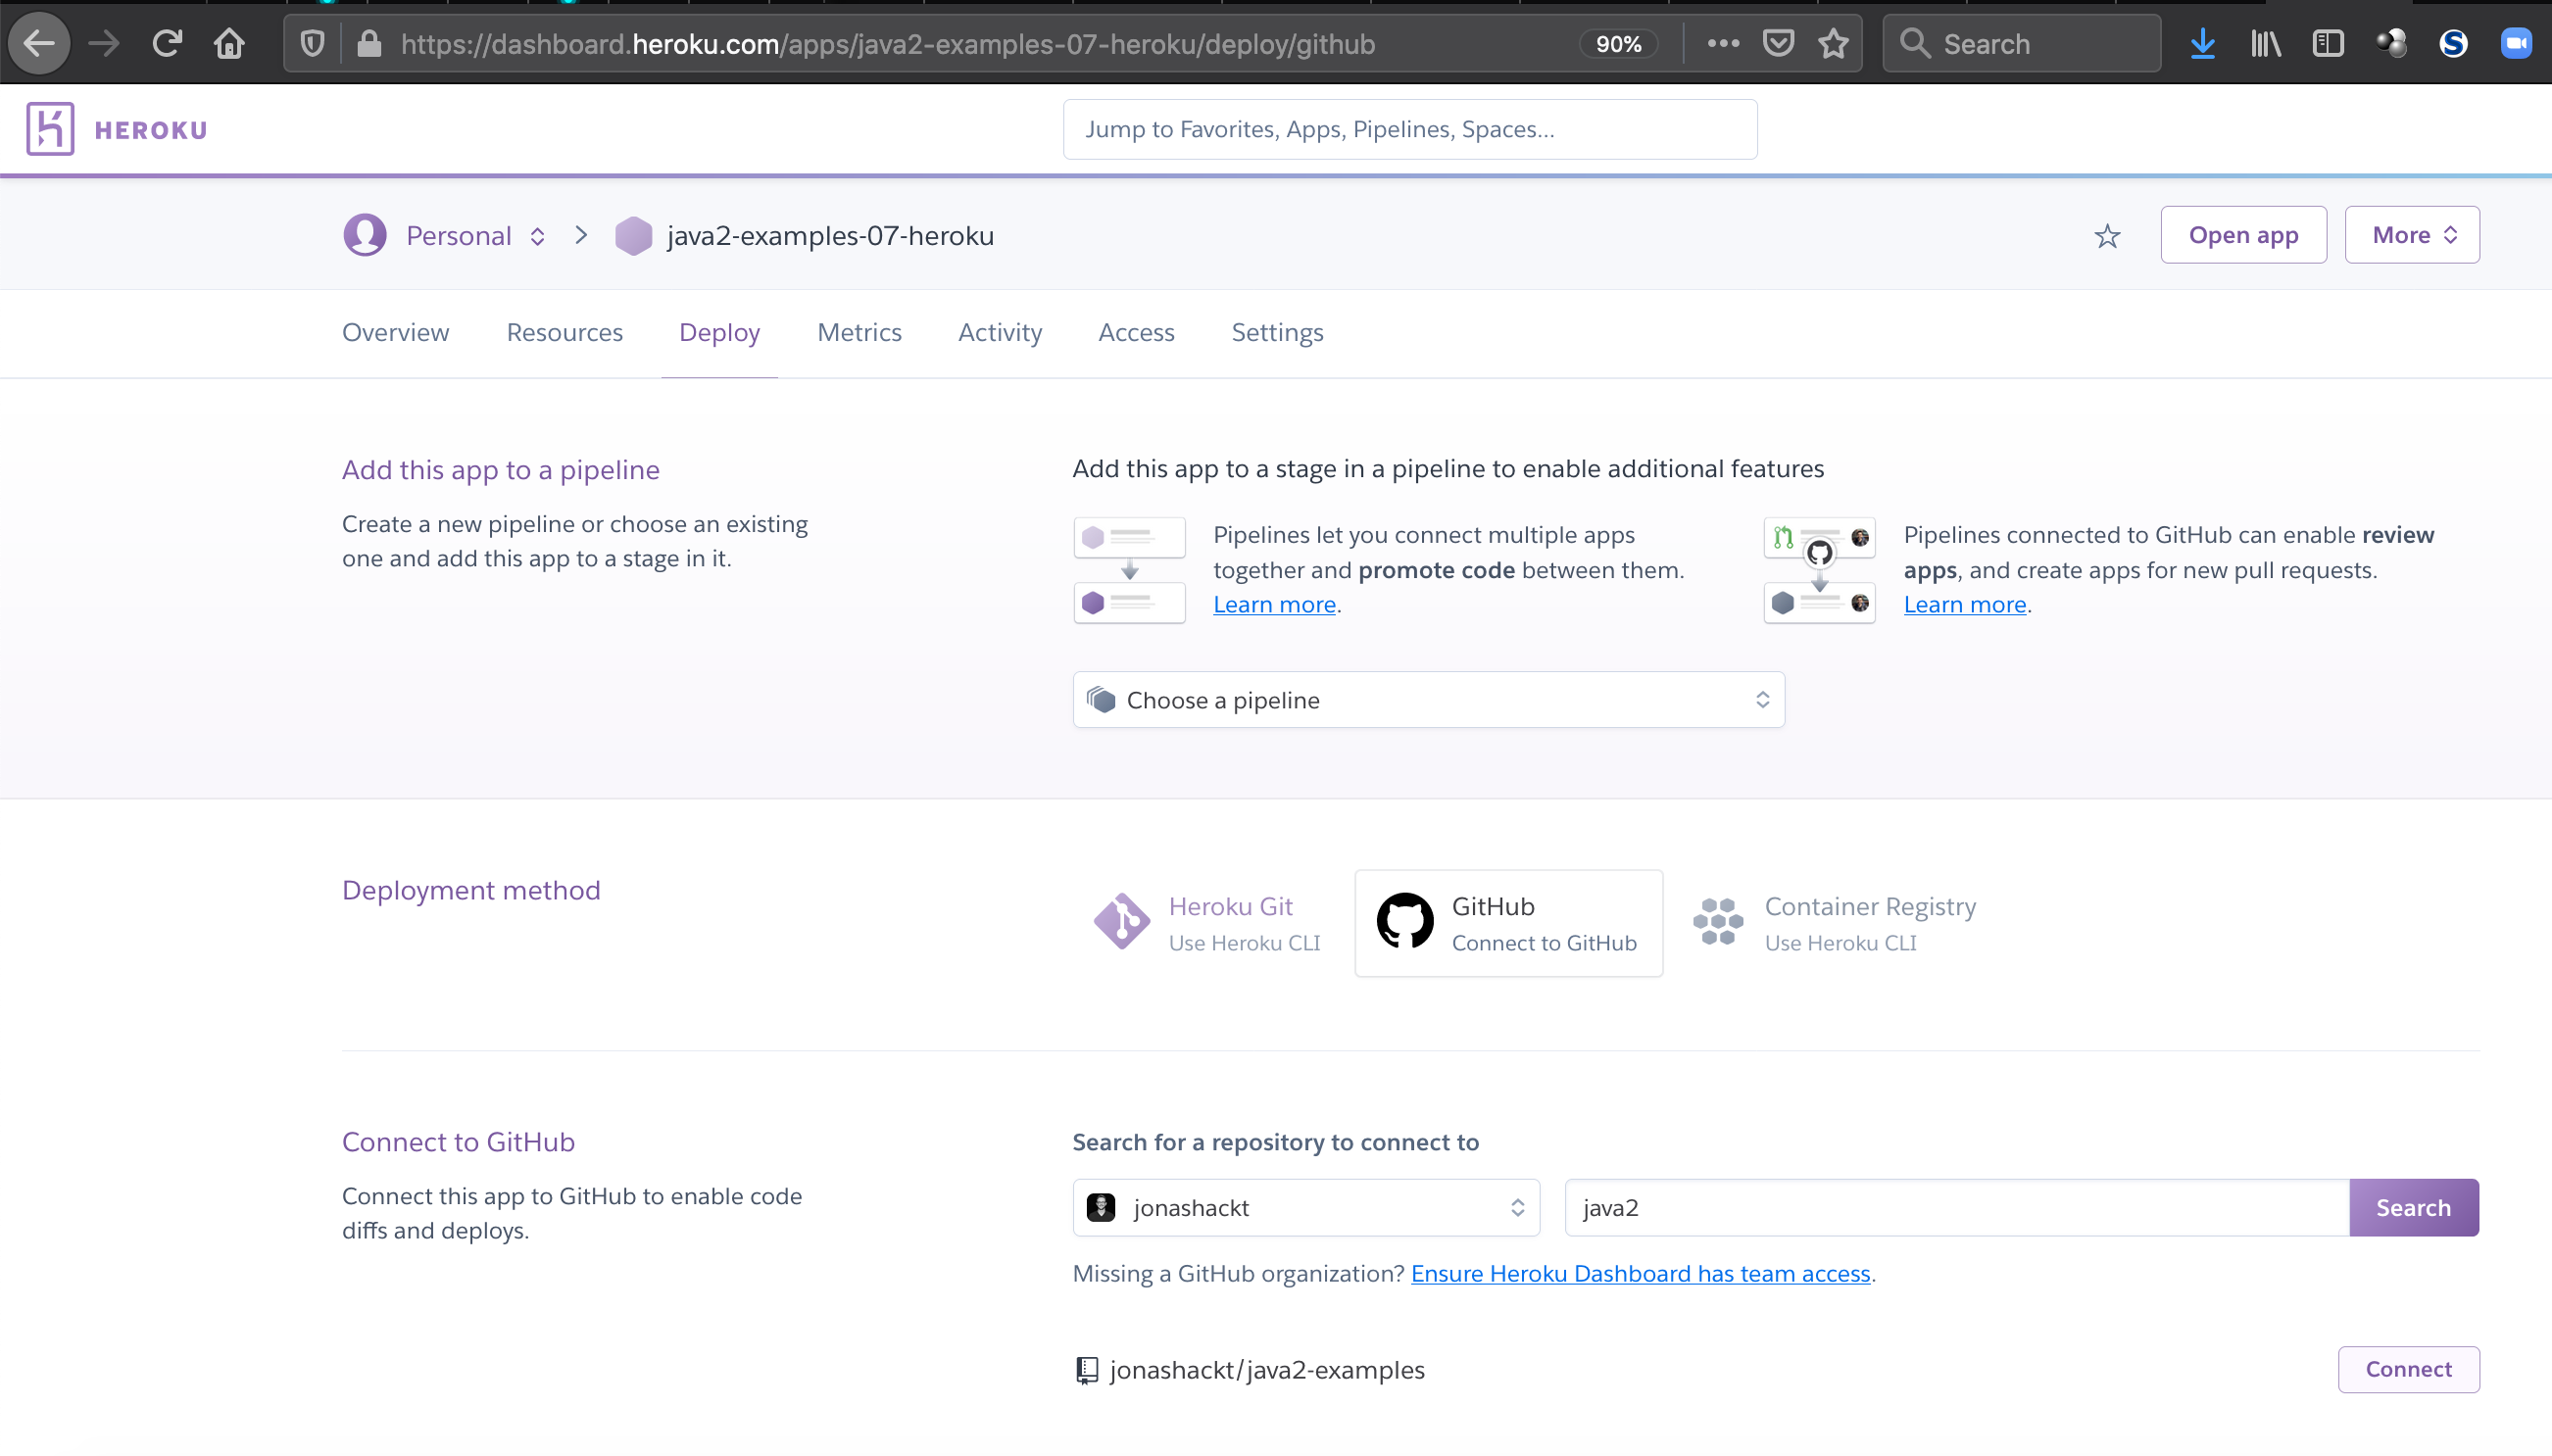 https://dashboard.heroku.com/apps/java2-examples-07-heroku/deploy/github
90%
Search
HEROKU
Jump to Favorites, Apps, Pipelines, Spaces...
Personal
java2-examples-07-heroku
Open app
More
Overview
Resources
Deploy
Metrics
Activity
Access
Settings
Add this app to a pipeline
Create a new pipeline or choose an existing
one and add this app to a stage in it.
Add this app to a stage in a pipeline to enable additional features
Pipelines let you connect multiple apps
together and promote code between them.
Learn more.
Pipelines connected to GitHub can enable review
apps, and create apps for new pull requests.
Learn more.
Choose a pipeline
Deployment method
Heroku Git
Use Heroku CLI
GitHub
Connect to GitHub
Container Registry
Use Heroku CLI
Connect to GitHub
Connect this app to GitHub to enable code
diffs and deploys.
Search for a repository to connect to
jonashackt
java2
Search
Missing a GitHub organization? Ensure Heroku Dashboard has team access.
jonashackt/java2-examples
Connect